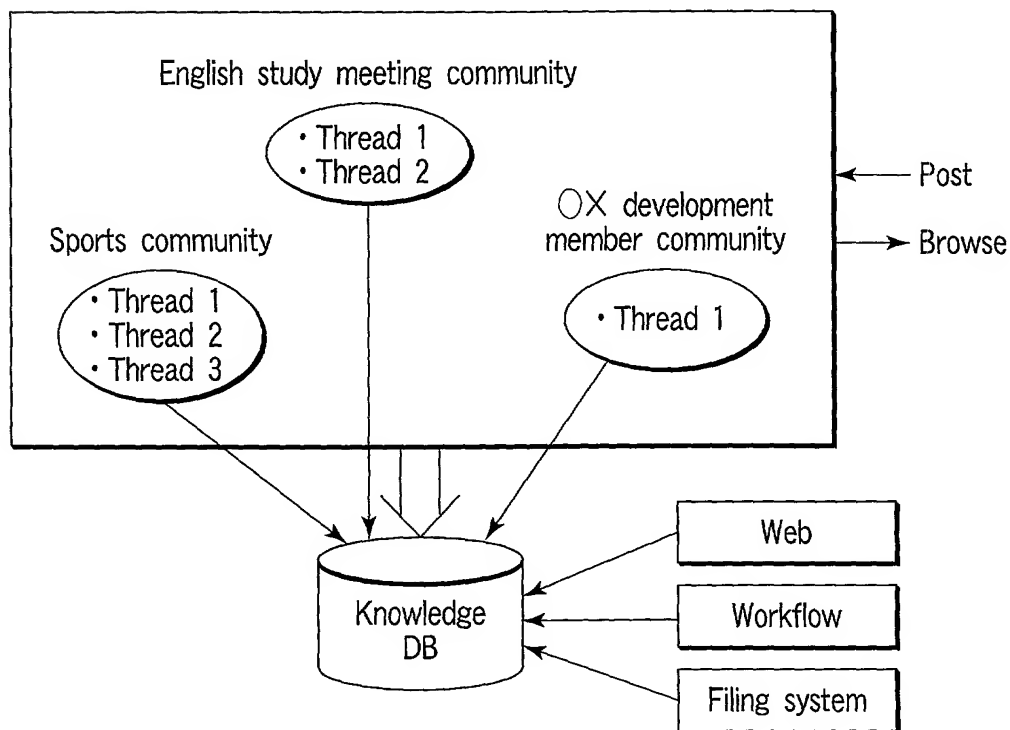 English study meeting community
・Thread 1
・Thread 2
Post
○× development
member community
Browse
Sports community
・Thread 1
・Thread 2
・Thread 3
・Thread 1
Web
Knowledge
DB
Workflow
Filing system